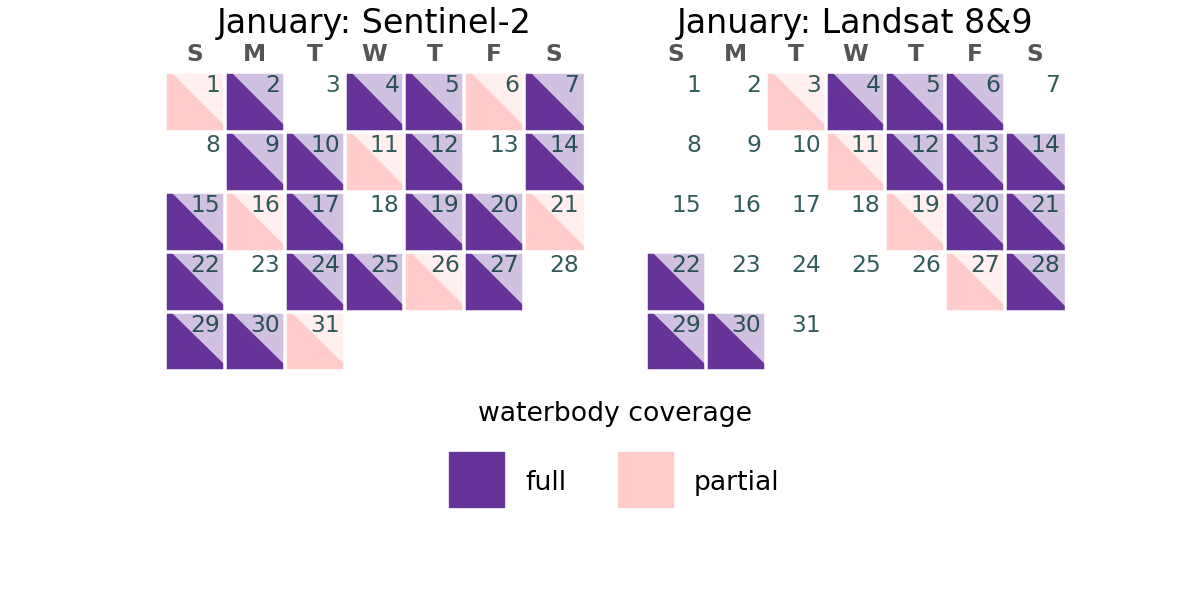 January: Sentinel-2
S M T W T F S
1 2 3 4 5 6 7
8 9 10 11 12 13 14
15 16 17 18 19 20 21
22 23 24 25 26 27 28
29 30 31
January: Landsat 8&9
S M T W T F S
1 2 3 4 5 6 7
8 9 10 11 12 13 14
15 16 17 18 19 20 21
22 23 24 25 26 27 28
29 30 31
waterbody coverage
full
partial